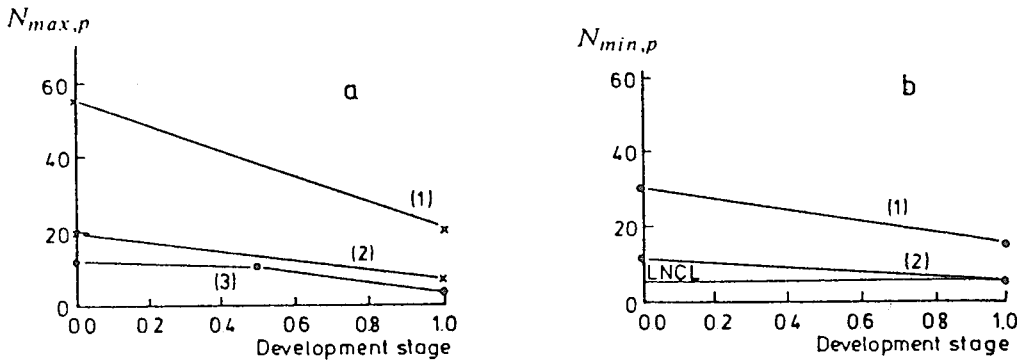 N_max,p
60
40
20
0
a
(1)
(2)
(3)
0.0 0.2 0.4 0.6 0.8 1.0
Development stage
N_min,p
60
40
20
0
b
(1)
(2)
LNCL
0.0 0.2 0.4 0.6 0.8 1.0
Development stage